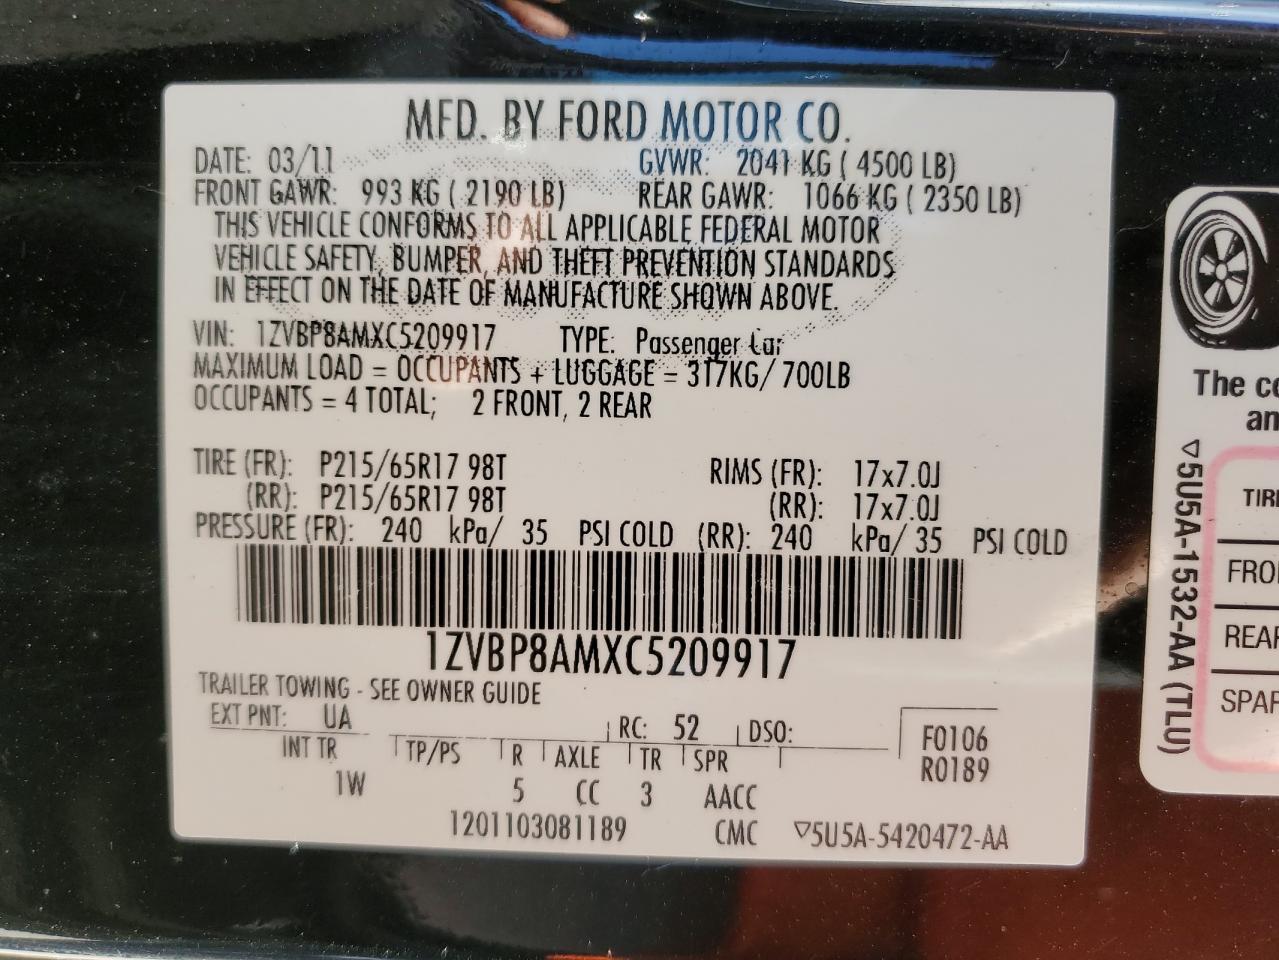 MFD. BY FORD MOTOR CO.
DATE: 03/11 GVWR: 2041 KG ( 4500 LB)
FRONT GAWR: 993 KG ( 2190 LB) REAR GAWR: 1066 KG ( 2350 LB)
THIS VEHICLE CONFORMS TO ALL APPLICABLE FEDERAL MOTOR
VEHICLE SAFETY, BUMPER, AND THEFT PREVENTION STANDARDS
IN EFFECT ON THE DATE OF MANUFACTURE SHOWN ABOVE.
VIN: 1ZVBP8AMXC5209917 TYPE: Passenger Car
MAXIMUM LOAD = OCCUPANTS + LUGGAGE = 317KG/ 700LB
OCCUPANTS = 4 TOTAL; 2 FRONT, 2 REAR
TIRE (FR): P215/65R17 98T RIMS (FR): 17x7.0J
(RR): P215/65R17 98T (RR): 17x7.0J
PRESSURE (FR): 240 kPa/ 35 PSI COLD (RR): 240 kPa/ 35 PSI COLD
1ZVBP8AMXC5209917
TRAILER TOWING - SEE OWNER GUIDE
EXT PNT: UA RC: 52 DSO:
INT TR TP/PS R AXLE TR SPR
1W 5 CC 3 AACC
F0106
R0189
1201103081189 CMC ▽5U5A-5420472-AA
The
▽5U5A-1532-AA (TLU)